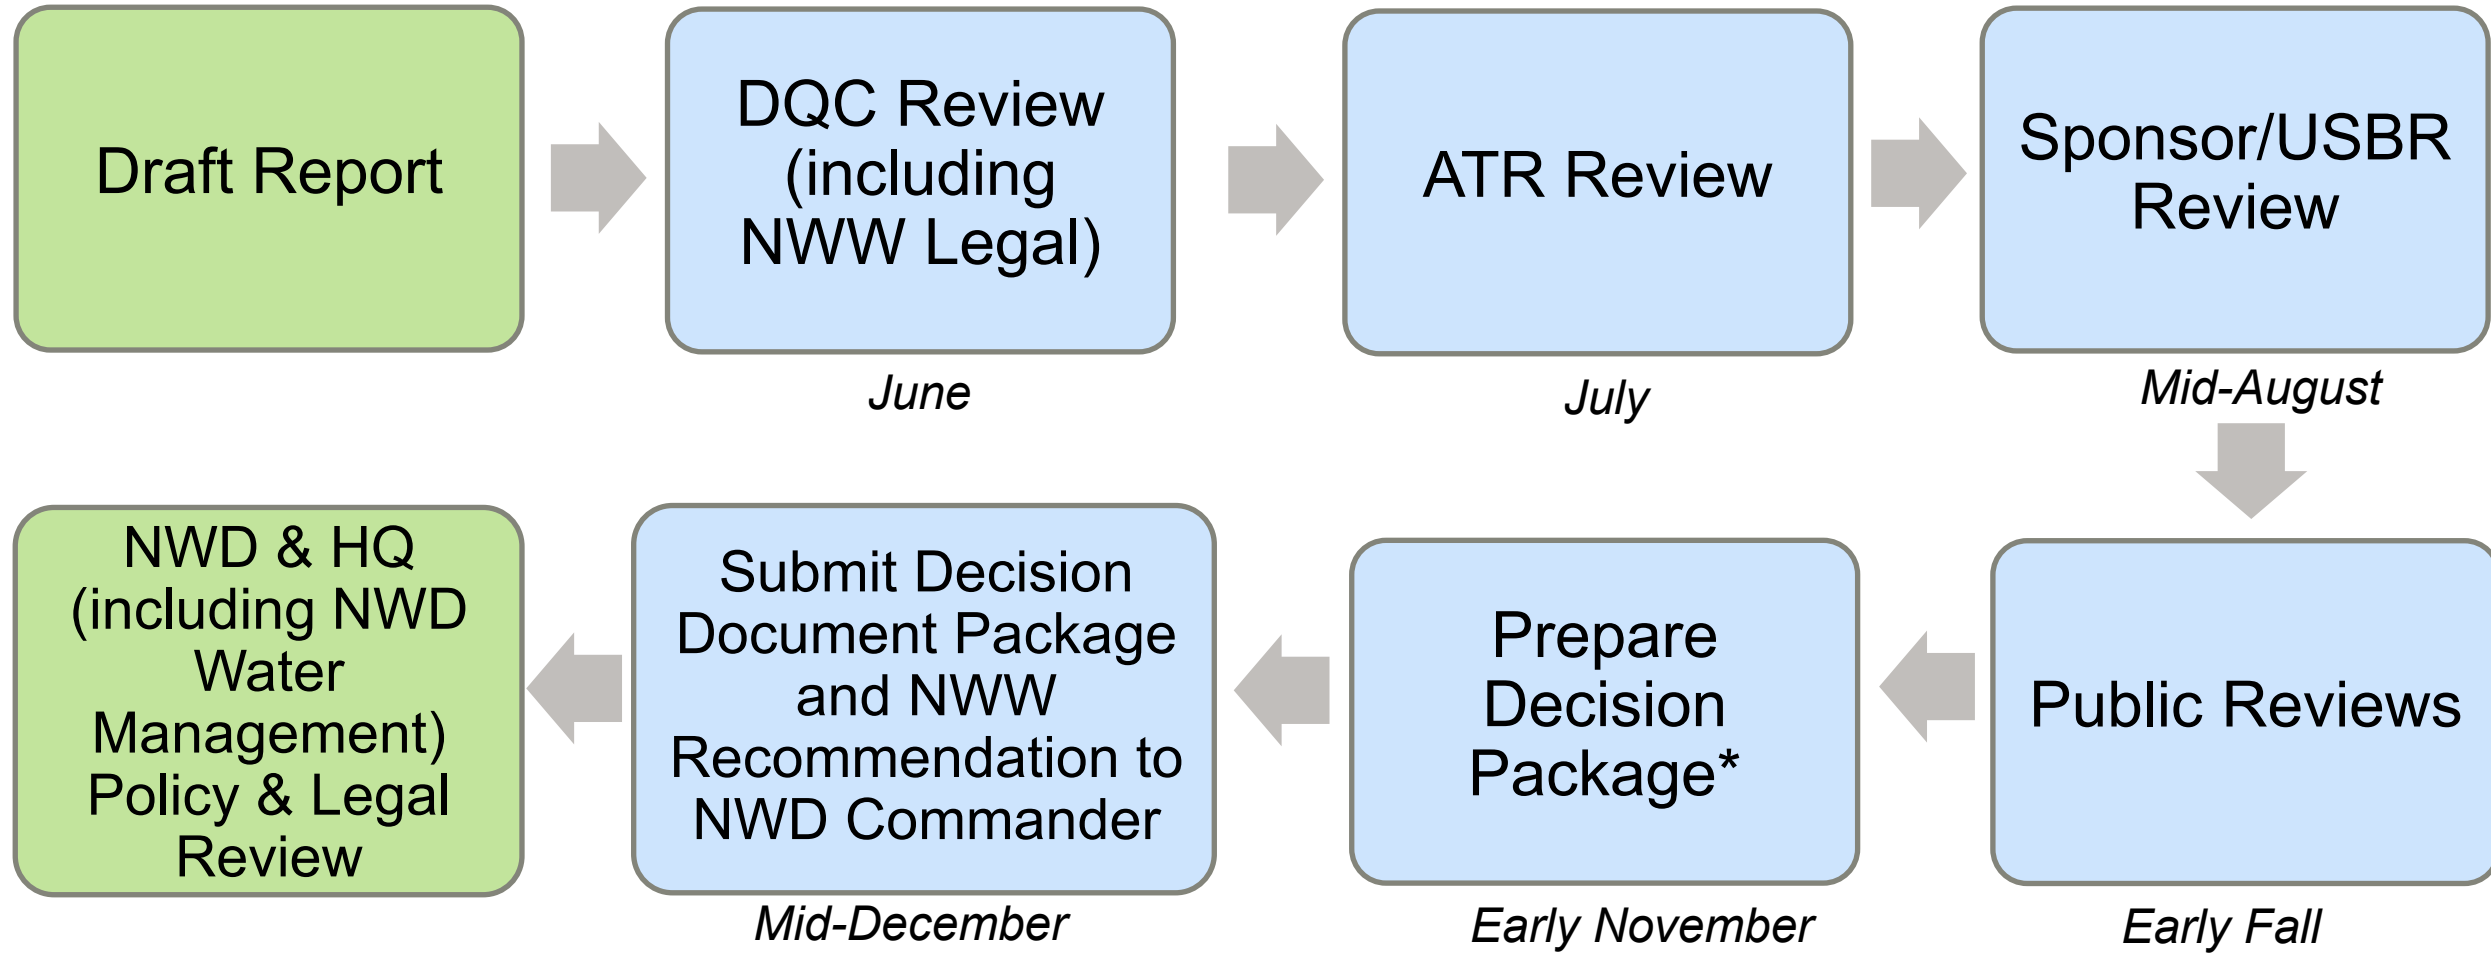 Draft Report
DQC Review
(including
NWW Legal)
June
ATR Review
July
Sponsor/USBR
Review
Mid-August
Public Reviews
Early Fall
Prepare
Decision
Package*
Early November
Submit Decision
Document Package
and NWW
Recommendation to
NWD Commander
Mid-December
NWD & HQ
(including NWD
Water
Management)
Policy & Legal
Review